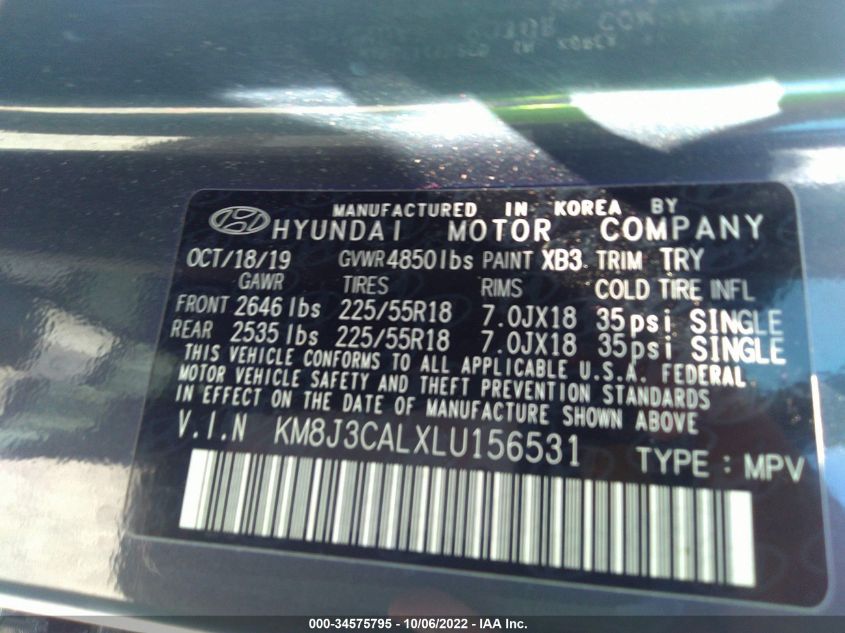 MANUFACTURED IN KOREA BY
HYUNDAI MOTOR COMPANY
OCT/18/19 GVWR 4850lbs PAINT XB3 TRIM TRY
GAWR TIRES RIMS COLD TIRE INFL
FRONT 2646 lbs 225/55R18 7.0JX18 35psi SINGLE
REAR 2535 lbs 225/55R18 7.0JX18 35psi SINGLE
THIS VEHICLE CONFORMS TO ALL APPLICABLE U.S.A. FEDERAL
MOTOR VEHICLE SAFETY AND THEFT PREVENTION STANDARDS
IN EFFECT ON THE DATE OF MANUFACTURE SHOWN ABOVE
V.I.N KM8J3CALXLU156531 TYPE : MPV
000-34575795 - 10/06/2022 - IAA Inc.